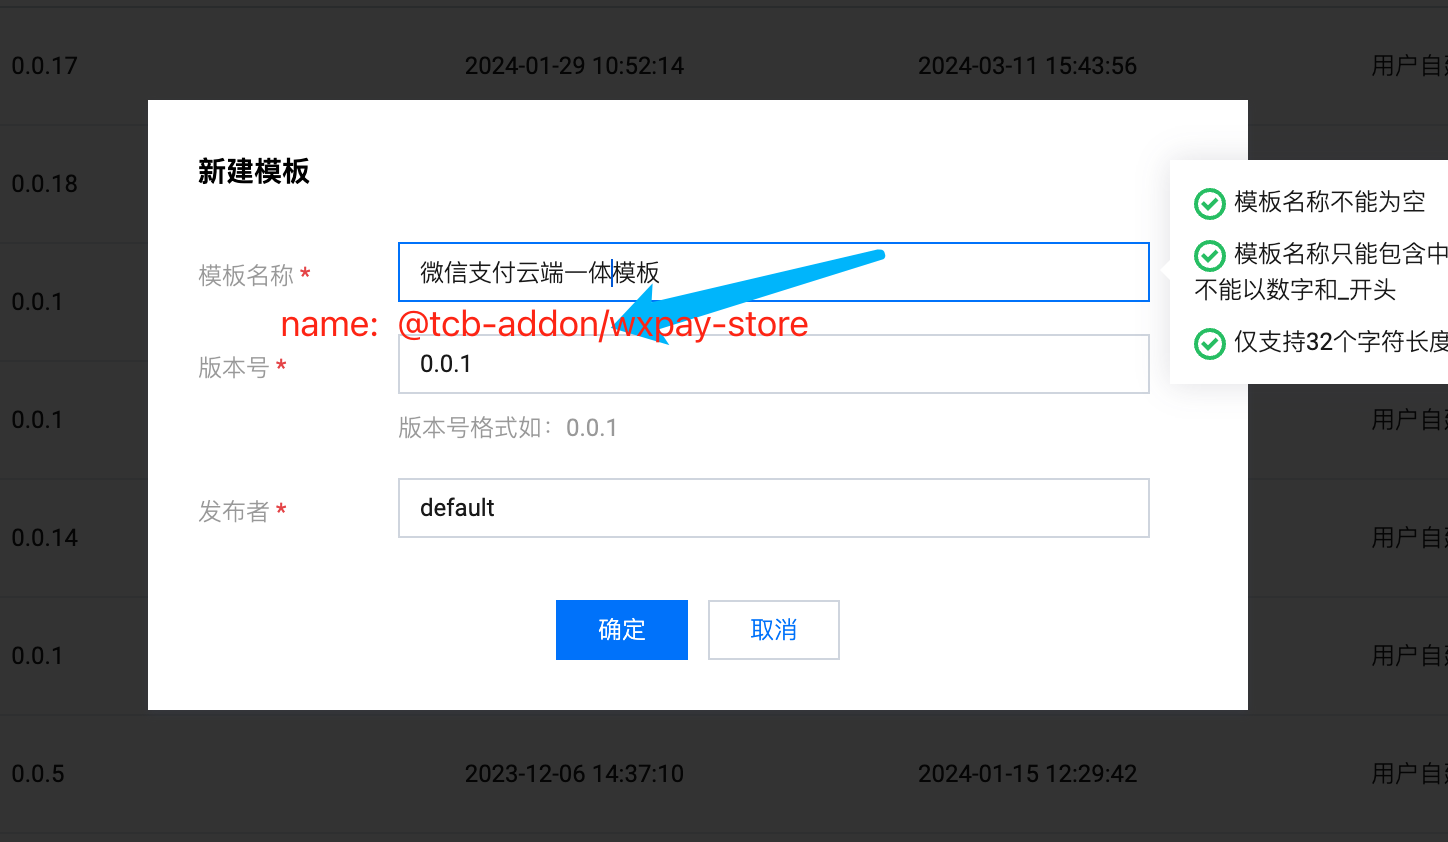 0.0.17 2024-01-29 10:52:14 2024-03-11 15:43:56 用户自
新建模板
模板名称不能为空
0.0.18
模板名称只能包含中
模板名称 * 微信支付云端一体模板
不能以数字和_开头
0.0.1
name: @tcb-addon/wxpay-store
仅支持32个字符长度
版本号 * 0.0.1
0.0.1 用户自
版本号格式如：0.0.1
发布者 * default
0.0.14 用户自
确定 取消
0.0.1 用户自
0.0.5 2023-12-06 14:37:10 2024-01-15 12:29:42 用户自